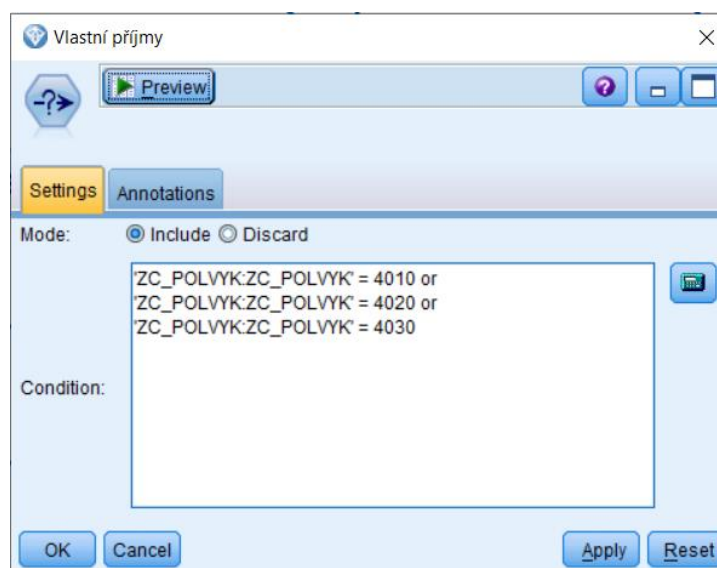 Vlastní příjmy
-?➤
Preview
?
Settings
Annotations
Mode:
Include
Discard
'ZC_POLVYK:ZC_POLVYK' = 4010 or
'ZC_POLVYK:ZC_POLVYK' = 4020 or
'ZC_POLVYK:ZC_POLVYK' = 4030
Condition:
OK
Cancel
Apply
Reset